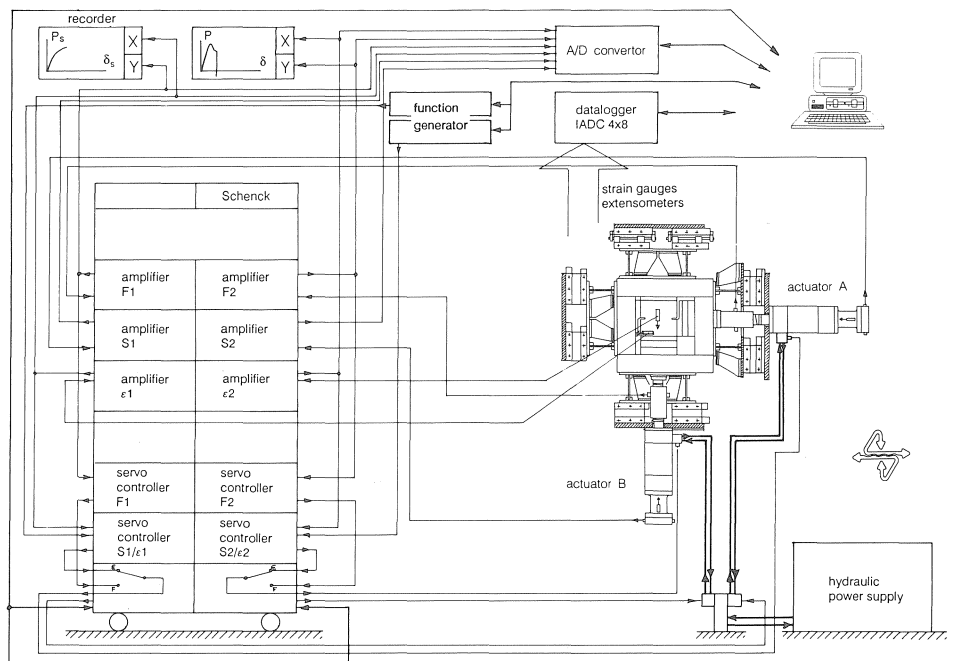 recorder
Ps
δs
X
Y
P
δ
X
Y
A/D convertor
function
generator
datalogger
IADC 4x8
strain gauges
extensometers
Schenck
amplifier
F1
amplifier
F2
amplifier
S1
amplifier
S2
amplifier
ε1
amplifier
ε2
servo
controller
F1
servo
controller
F2
servo
controller
S1/ε1
servo
controller
S2/ε2
ε
F
ε
F
actuator A
actuator B
hydraulic
power supply